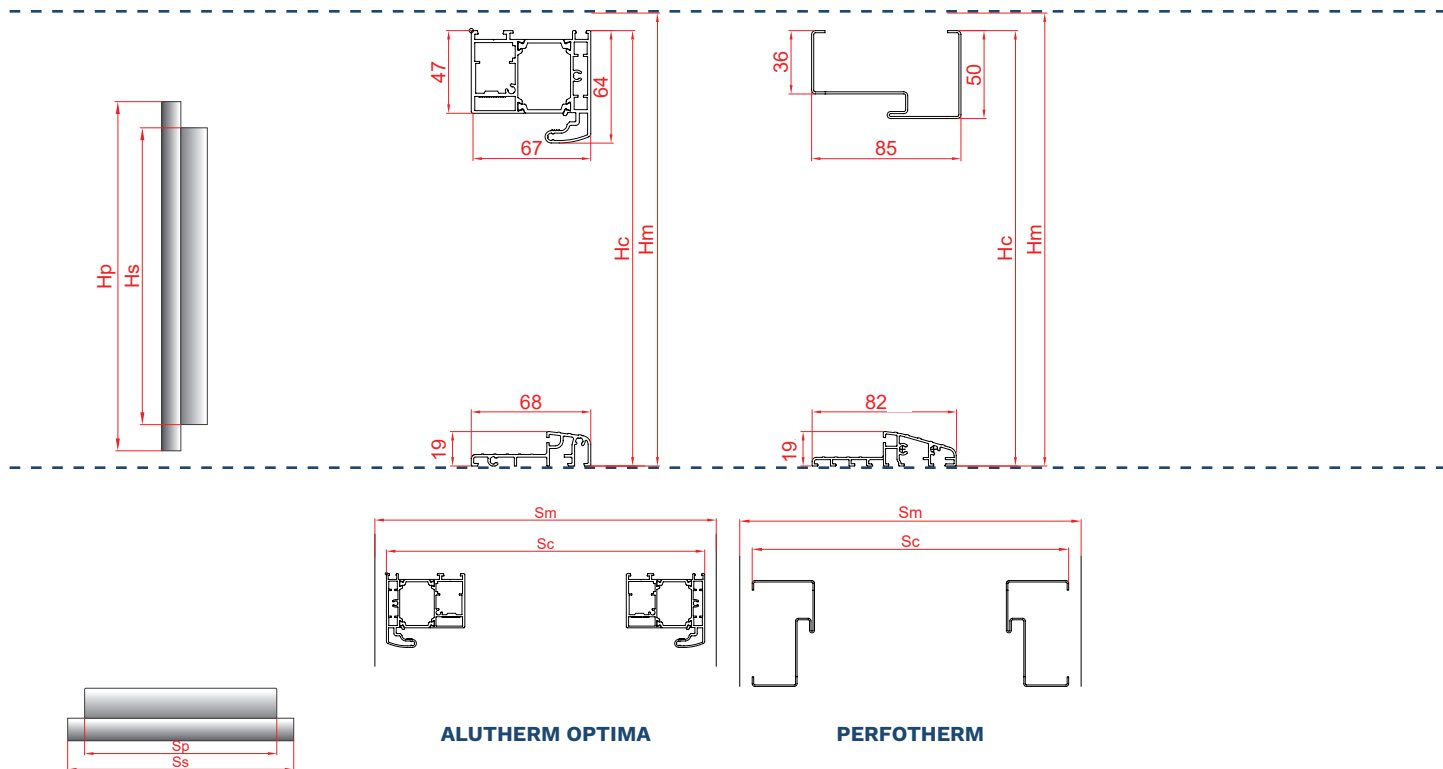 47
64
67
36
50
85
Hp
Hs
Hc
Hm
Hc
Hm
68
19
82
19
Sm
Sc
Sm
Sc
ALUTHERM OPTIMA
PERFOTHERM
Sp
Ss